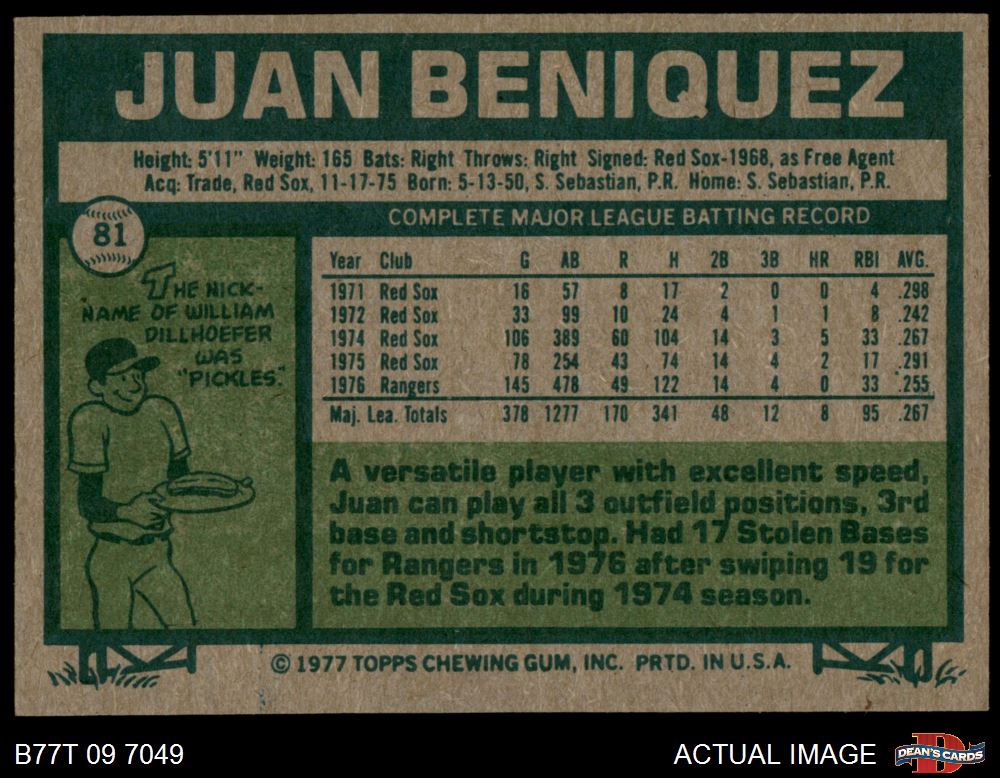 JUAN BENIQUEZ
Height: 5'11" Weight: 165 Bats: Right Throws: Right Signed: Red Sox-1968, as Free Agent
Acq: Trade, Red Sox, 11-17-75 Born: 5-13-50, S. Sebastian, P.R. Home: S. Sebastian, P.R.
81
COMPLETE MAJOR LEAGUE BATTING RECORD
THE NICK-
NAME OF WILLIAM
DILLHOEFER
WAS
"PICKLES."
Year Club G AB R H 2B 3B HR RBI AVG.
1971 Red Sox 16 57 8 17 2 0 0 4 .298
1972 Red Sox 33 99 10 24 4 1 1 8 .242
1974 Red Sox 106 389 60 104 14 3 5 33 .267
1975 Red Sox 78 254 43 74 14 4 2 17 .291
1976 Rangers 145 478 49 122 14 4 0 33 .255
Maj. Lea. Totals 378 1277 170 341 48 12 8 95 .267
A versatile player with excellent speed,
Juan can play all 3 outfield positions, 3rd
base and shortstop. Had 17 Stolen Bases
for Rangers in 1976 after swiping 19 for
the Red Sox during 1974 season.
© 1977 TOPPS CHEWING GUM, INC. PRTD. IN U.S.A.
B77T 09 7049
ACTUAL IMAGE
DEAN'S CARDS